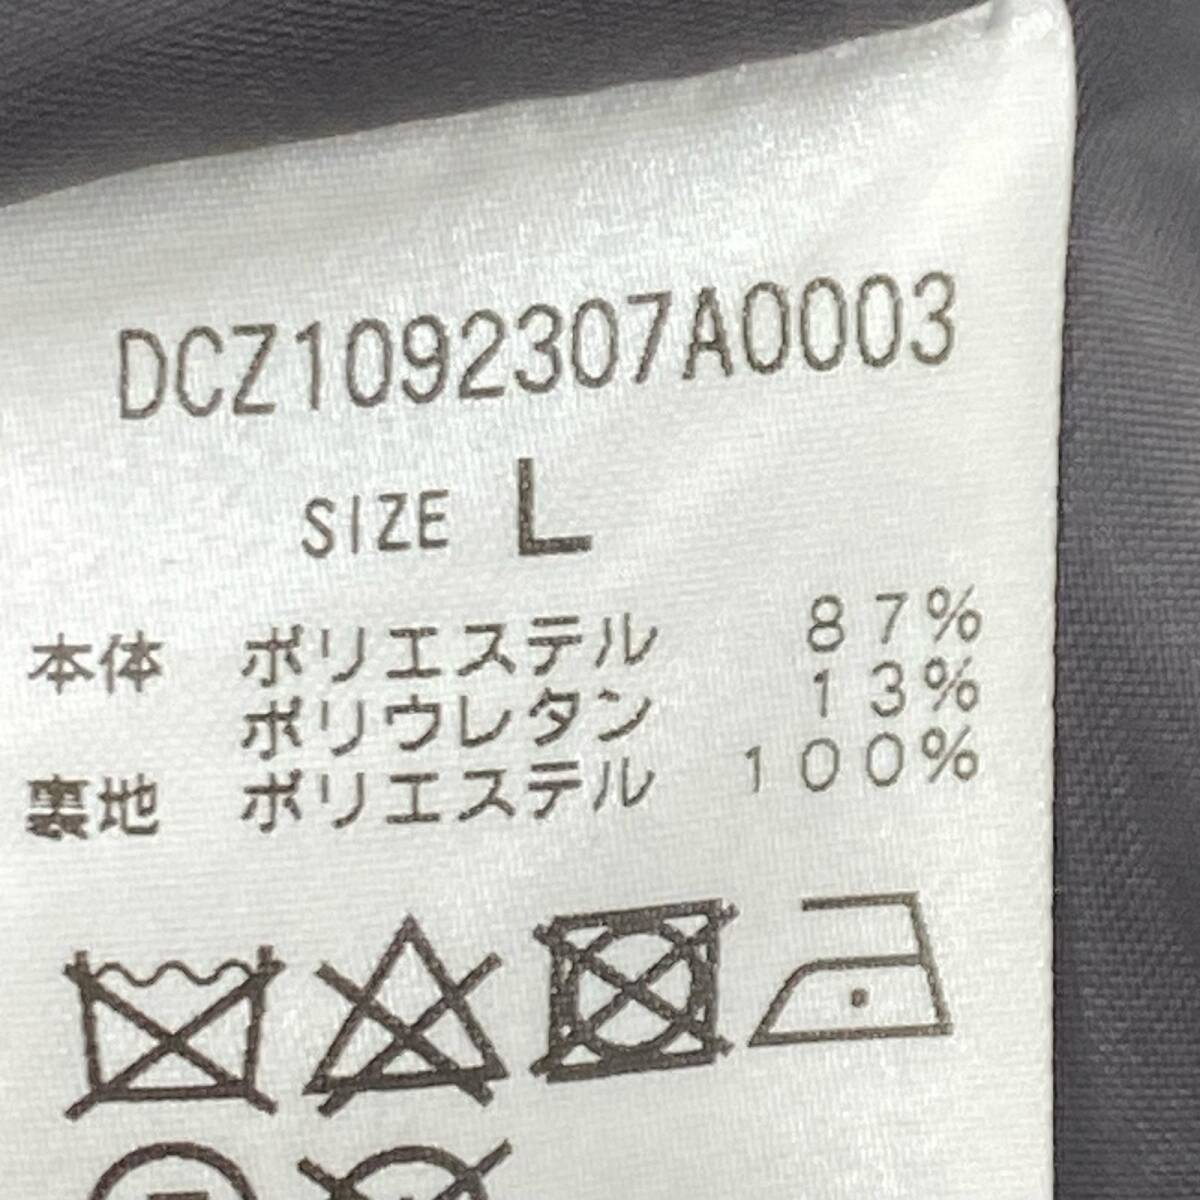 DCZ1092307A0003
SIZE L
本体 ポリエステル 87%
ポリウレタン 13%
裏地 ポリエステル 100%